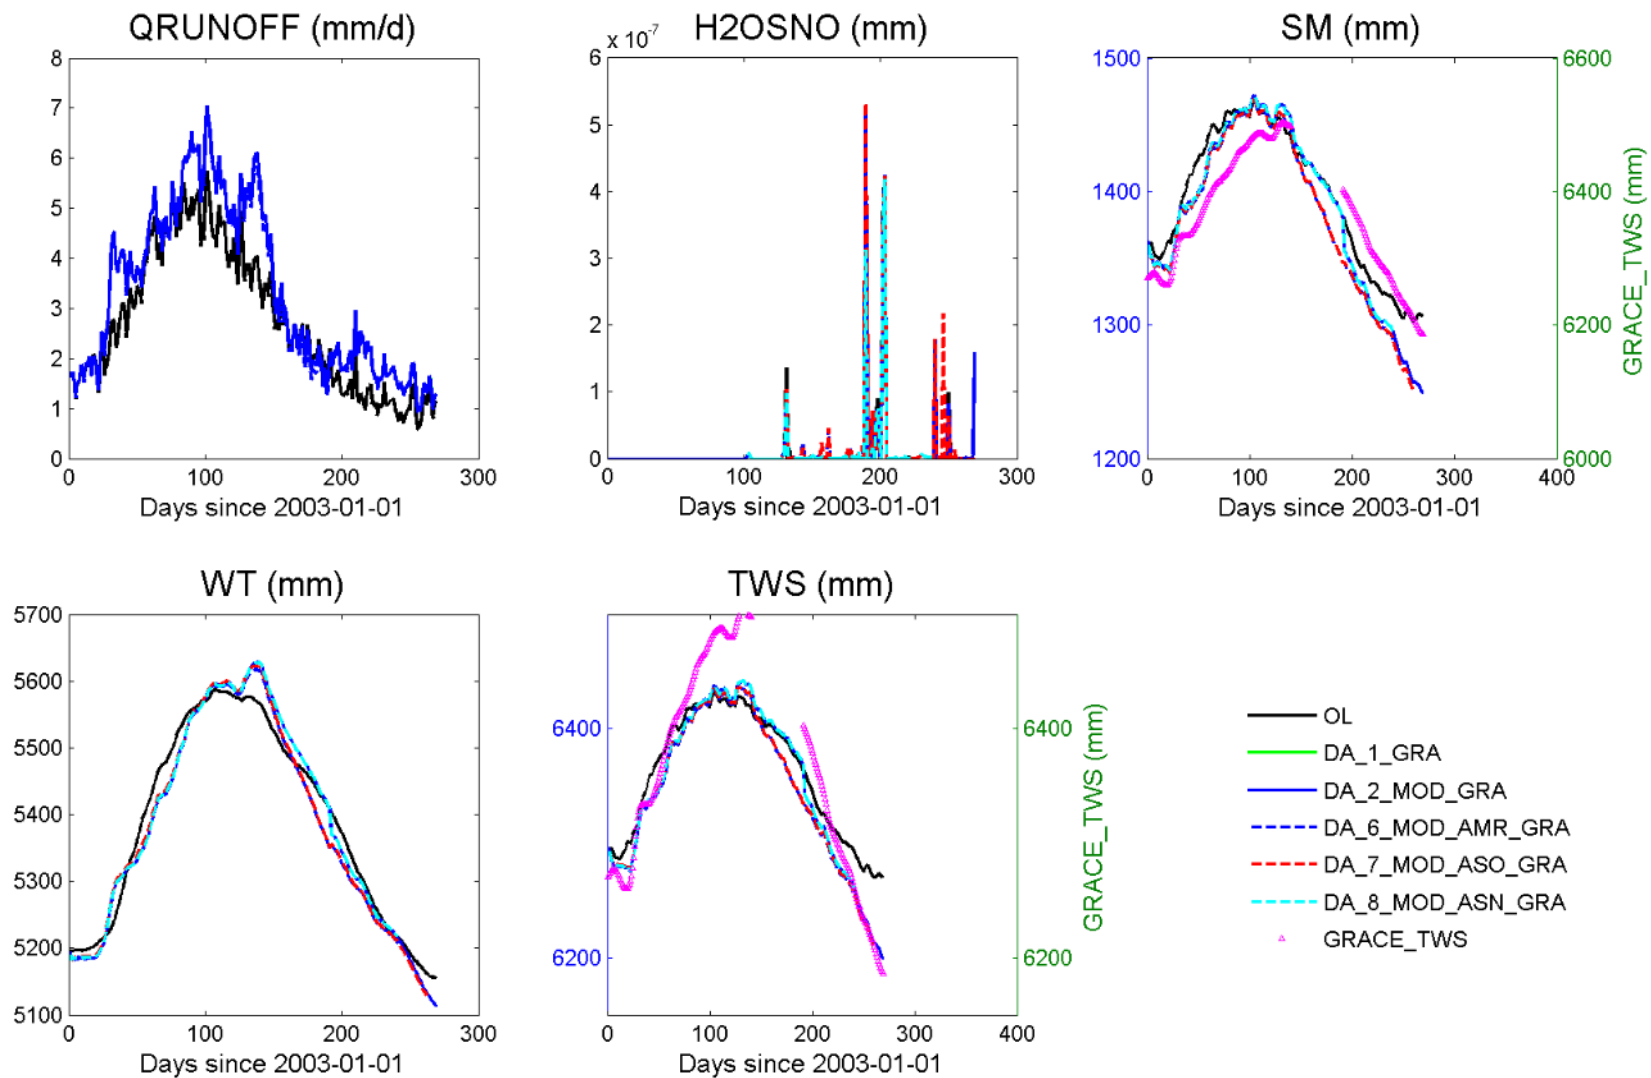 QRUNOFF (mm/d)
8
7
6
5
4
3
2
1
0
0 100 200 300
Days since 2003-01-01
H2OSNO (mm)
x 10-7
6
5
4
3
2
1
0
0 100 200 300
Days since 2003-01-01
SM (mm)
1500
1400
1300
1200
6600
6400
6200
6000
GRACE_TWS (mm)
0 100 200 300 400
Days since 2003-01-01
WT (mm)
5700
5600
5500
5400
5300
5200
5100
0 100 200 300
Days since 2003-01-01
TWS (mm)
6400
6200
6400
6200
GRACE_TWS (mm)
0 100 200 300 400
Days since 2003-01-01
OL
DA_1_GRA
DA_2_MOD_GRA
DA_6_MOD_AMR_GRA
DA_7_MOD_ASO_GRA
DA_8_MOD_ASN_GRA
GRACE_TWS